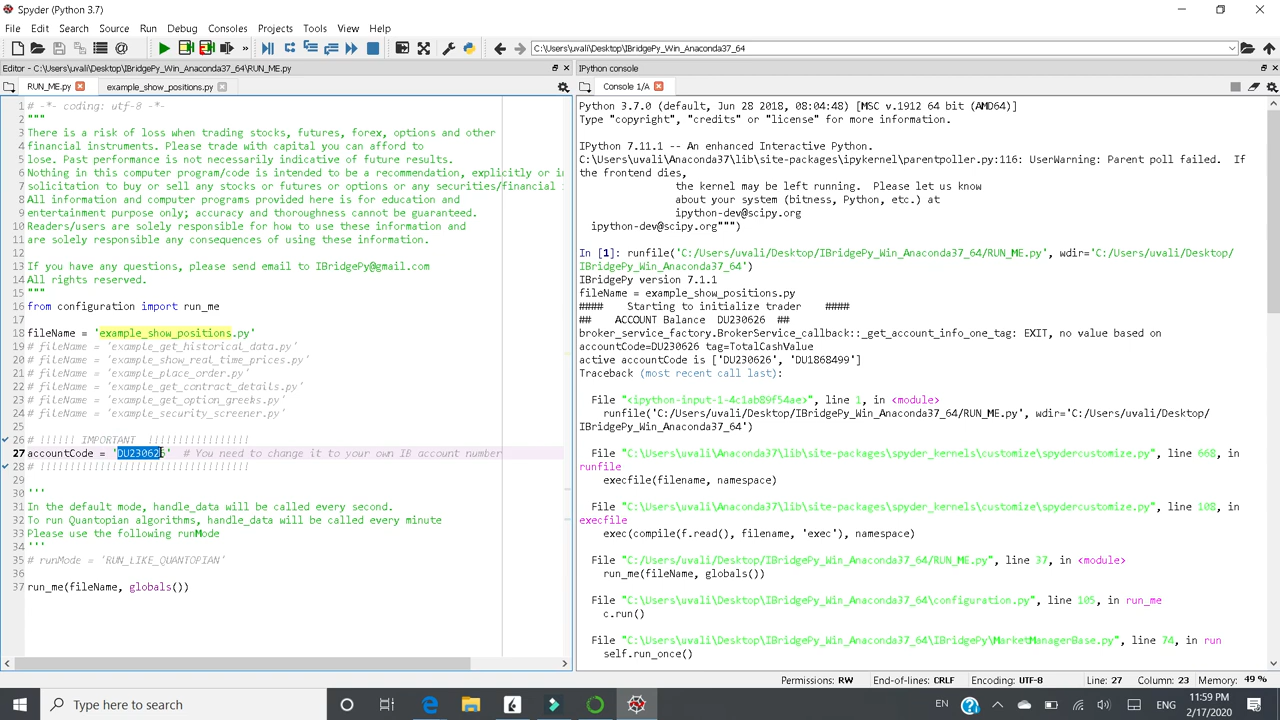 Spyder (Python 3.7)
File Edit Search Source Run Debug Consoles Projects Tools View Help
C:\Users\uvali\Desktop\IBridgePy_Win_Anaconda37_64
Editor - C:\Users\uvali\Desktop\IBridgePy_Win_Anaconda37_64\RUN_ME.py
RUN_ME.py example_show_positions.py
1 # -*- coding: utf-8 -*-
2 """
3 There is a risk of loss when trading stocks, futures, forex, options and other
4 financial instruments. Please trade with capital you can afford to
5 lose. Past performance is not necessarily indicative of future results.
6 Nothing in this computer program/code is intended to be a recommendation, explicitly or i
7 solicitation to buy or sell any stocks or futures or options or any securities/financial
8 All information and computer programs provided here is for education and
9 entertainment purpose only; accuracy and thoroughness cannot be guaranteed.
10 Readers/users are solely responsible for how to use these information and
11 are solely responsible any consequences of using these information.
12
13 If you have any questions, please send email to IBridgePy@gmail.com
14 All rights reserved.
15 """
16 from configuration import run_me
17
18 fileName = 'example_show_positions.py'
19 # fileName = 'example_get_historical_data.py'
20 # fileName = 'example_show_real_time_prices.py'
21 # fileName = 'example_place_order.py'
22 # fileName = 'example_get_contract_details.py'
23 # fileName = 'example_get_option_greeks.py'
24 # fileName = 'example_security_screener.py'
25
26 # !!!!!! IMPORTANT !!!!!!!!!!!!!!!!!
27 accountCode = 'DU230626' # You need to change it to your own IB account number
28 # !!!!!!!!!!!!!!!!!!!!!!!!!!!!!!!!!!
29
30 '''
31 In the default mode, handle_data will be called every second.
32 To run Quantopian algorithms, handle_data will be called every minute
33 Please use the following runMode
34 '''
35 # runMode = 'RUN_LIKE_QUANTOPIAN'
36
37 run_me(fileName, globals())
IPython console
Console 1/A
Python 3.7.0 (default, Jun 28 2018, 08:04:48) [MSC v.1912 64 bit (AMD64)]
Type "copyright", "credits" or "license" for more information.
IPython 7.11.1 -- An enhanced Interactive Python.
C:\Users\uvali\Anaconda37\lib\site-packages\ipykernel\parentpoller.py:116: UserWarning: Parent poll failed. If
the frontend dies,
the kernel may be left running. Please let us know
about your system (bitness, Python, etc.) at
ipython-dev@scipy.org
ipython-dev@scipy.org""")
In [1]: runfile('C:/Users/uvali/Desktop/IBridgePy_Win_Anaconda37_64/RUN_ME.py', wdir='C:/Users/uvali/Desktop/
IBridgePy_Win_Anaconda37_64')
IBridgePy version 7.1.1
fileName = example_show_positions.py
#### Starting to initialize trader ####
## ACCOUNT Balance DU230626 ##
broker_service_factory.BrokerService_callback::_get_account_info_one_tag: EXIT, no value based on
accountCode=DU230626 tag=TotalCashValue
active accountCode is ['DU230626', 'DU1868499']
Traceback (most recent call last):
File "<ipython-input-1-4c1ab89f54ae>", line 1, in <module>
runfile('C:/Users/uvali/Desktop/IBridgePy_Win_Anaconda37_64/RUN_ME.py', wdir='C:/Users/uvali/Desktop/
IBridgePy_Win_Anaconda37_64')
File "C:\Users\uvali\Anaconda37\lib\site-packages\spyder_kernels\customize\spydercustomize.py", line 668, in
runfile
execfile(filename, namespace)
File "C:\Users\uvali\Anaconda37\lib\site-packages\spyder_kernels\customize\spydercustomize.py", line 108, in
execfile
exec(compile(f.read(), filename, 'exec'), namespace)
File "C:/Users/uvali/Desktop/IBridgePy_Win_Anaconda37_64/RUN_ME.py", line 37, in <module>
run_me(fileName, globals())
File "C:\Users\uvali\Desktop\IBridgePy_Win_Anaconda37_64\configuration.py", line 105, in run_me
c.run()
File "C:\Users\uvali\Desktop\IBridgePy_Win_Anaconda37_64\IBridgePy\MarketManagerBase.py", line 74, in run
self.run_once()
Permissions: RW End-of-lines: CRLF Encoding: UTF-8 Line: 27 Column: 23 Memory: 49 %
Type here to search
EN
ENG
11:59 PM
2/17/2020